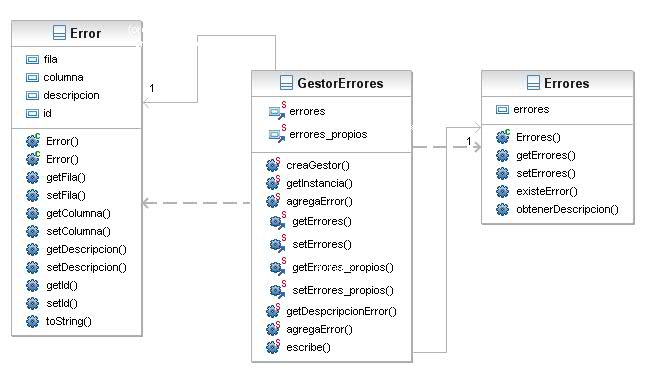 Error
fila
columna
descripcion
id
Error()
Error()
getFila()
setFila()
getColumna()
setColumna()
getDescripcion()
setDescripcion()
getId()
setId()
toString()
1
GestorErrores
S errores
S errores_propios
S creaGestor()
S getInstancia()
S agregaError()
S getErrores()
S setErrores()
S getErrores_propios()
S setErrores_propios()
S getDespcripcionError()
S agregaError()
S escribe()
1
Errores
errores
C Errores()
getErrores()
setErrores()
existeError()
obtenerDescripcion()